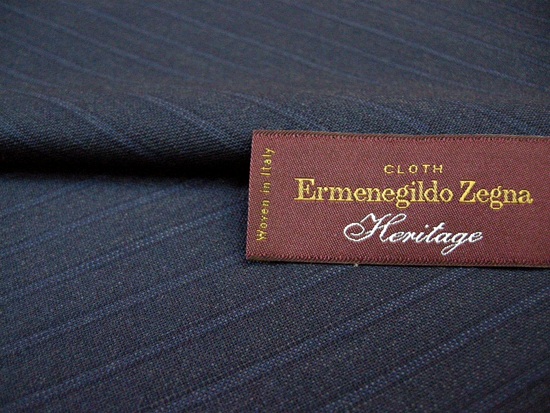 Woven in Italy
CLOTH
Ermenegildo Zegna
Heritage